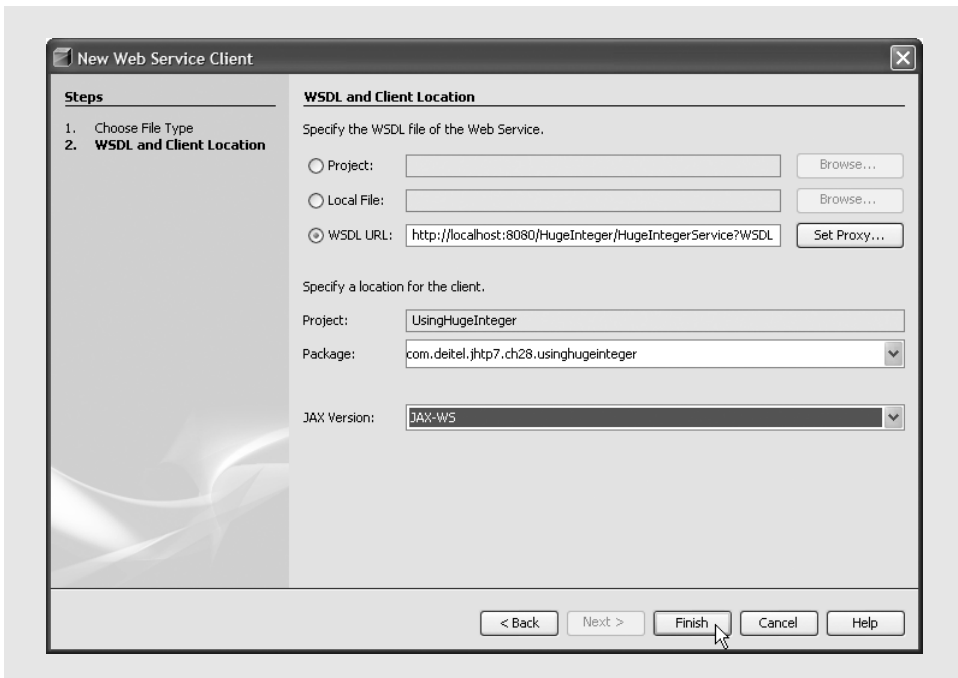 New Web Service Client
Steps
1. Choose File Type
2. WSDL and Client Location
WSDL and Client Location
Specify the WSDL file of the Web Service.
Project:
Browse...
Local File:
Browse...
WSDL URL: http://localhost:8080/HugeInteger/HugeIntegerService?WSDL
Set Proxy...
Specify a location for the client.
Project: UsingHugeInteger
Package: com.deitel.jhtp7.ch28.usinghugeinteger
JAX Version: JAX-WS
< Back Next > Finish Cancel Help